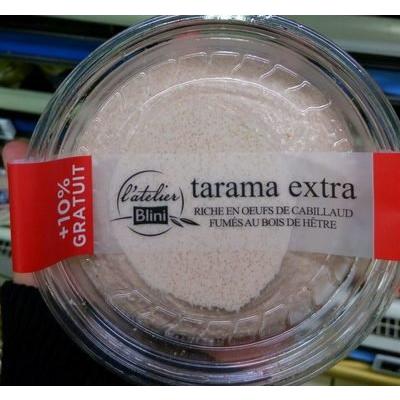 +10%
GRATUIT
l'atelier
Blini
tarama extra
RICHE EN OEUFS DE CABILLAUD
FUMÉS AU BOIS DE HÊTRE